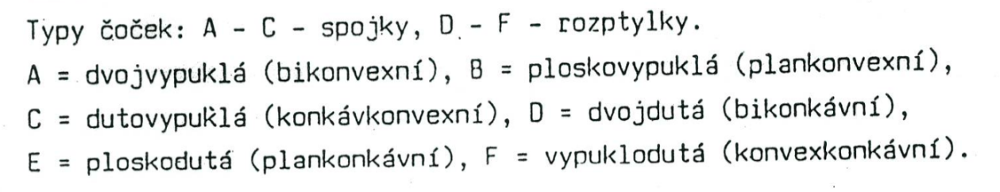 Typy čoček: A - C - spojky, D - F - rozptylky.
A = dvojvypuklá (bikonvexní), B = ploskovypuklá (plankonvexní),
C = dutovypuklá (konkávkonvexní), D = dvojdutá (bikonkávní),
E = ploskodutá (plankonkávní), F = vypuklodutá (konvexkonkávní).